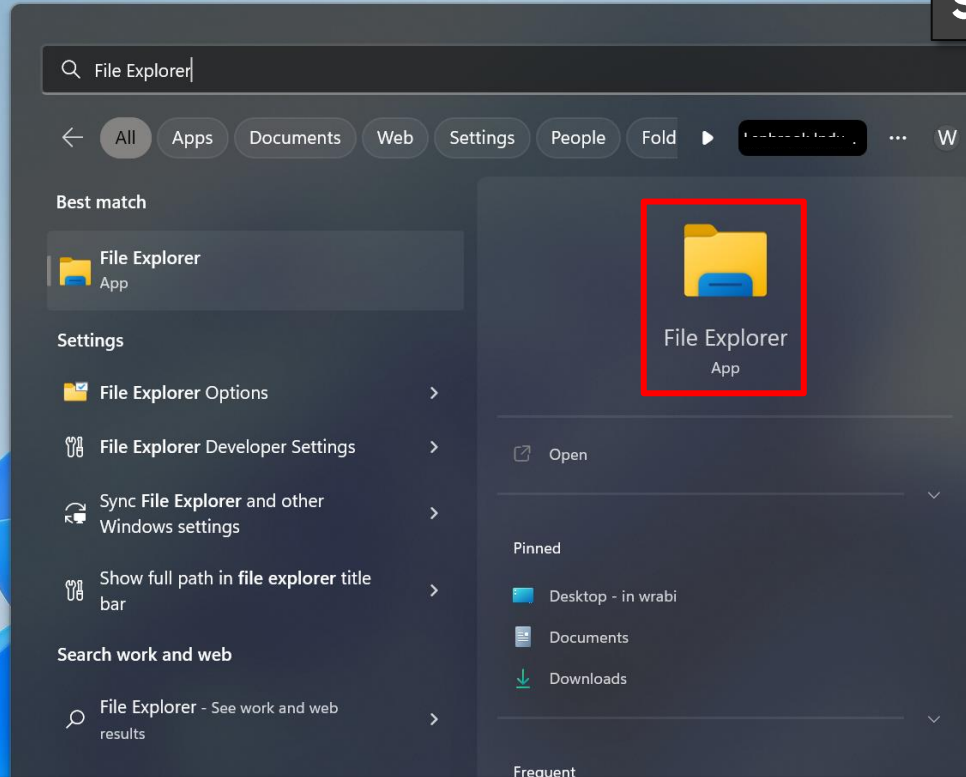 File Explorer
All Apps Documents Web Settings People Fold ... W
Best match
File Explorer
App
Settings
File Explorer Options
File Explorer Developer Settings
Sync File Explorer and other
Windows settings
Show full path in file explorer title
bar
Search work and web
File Explorer - See work and web
results
File Explorer
App
Open
Pinned
Desktop - in wrabi
Documents
Downloads
Frequent